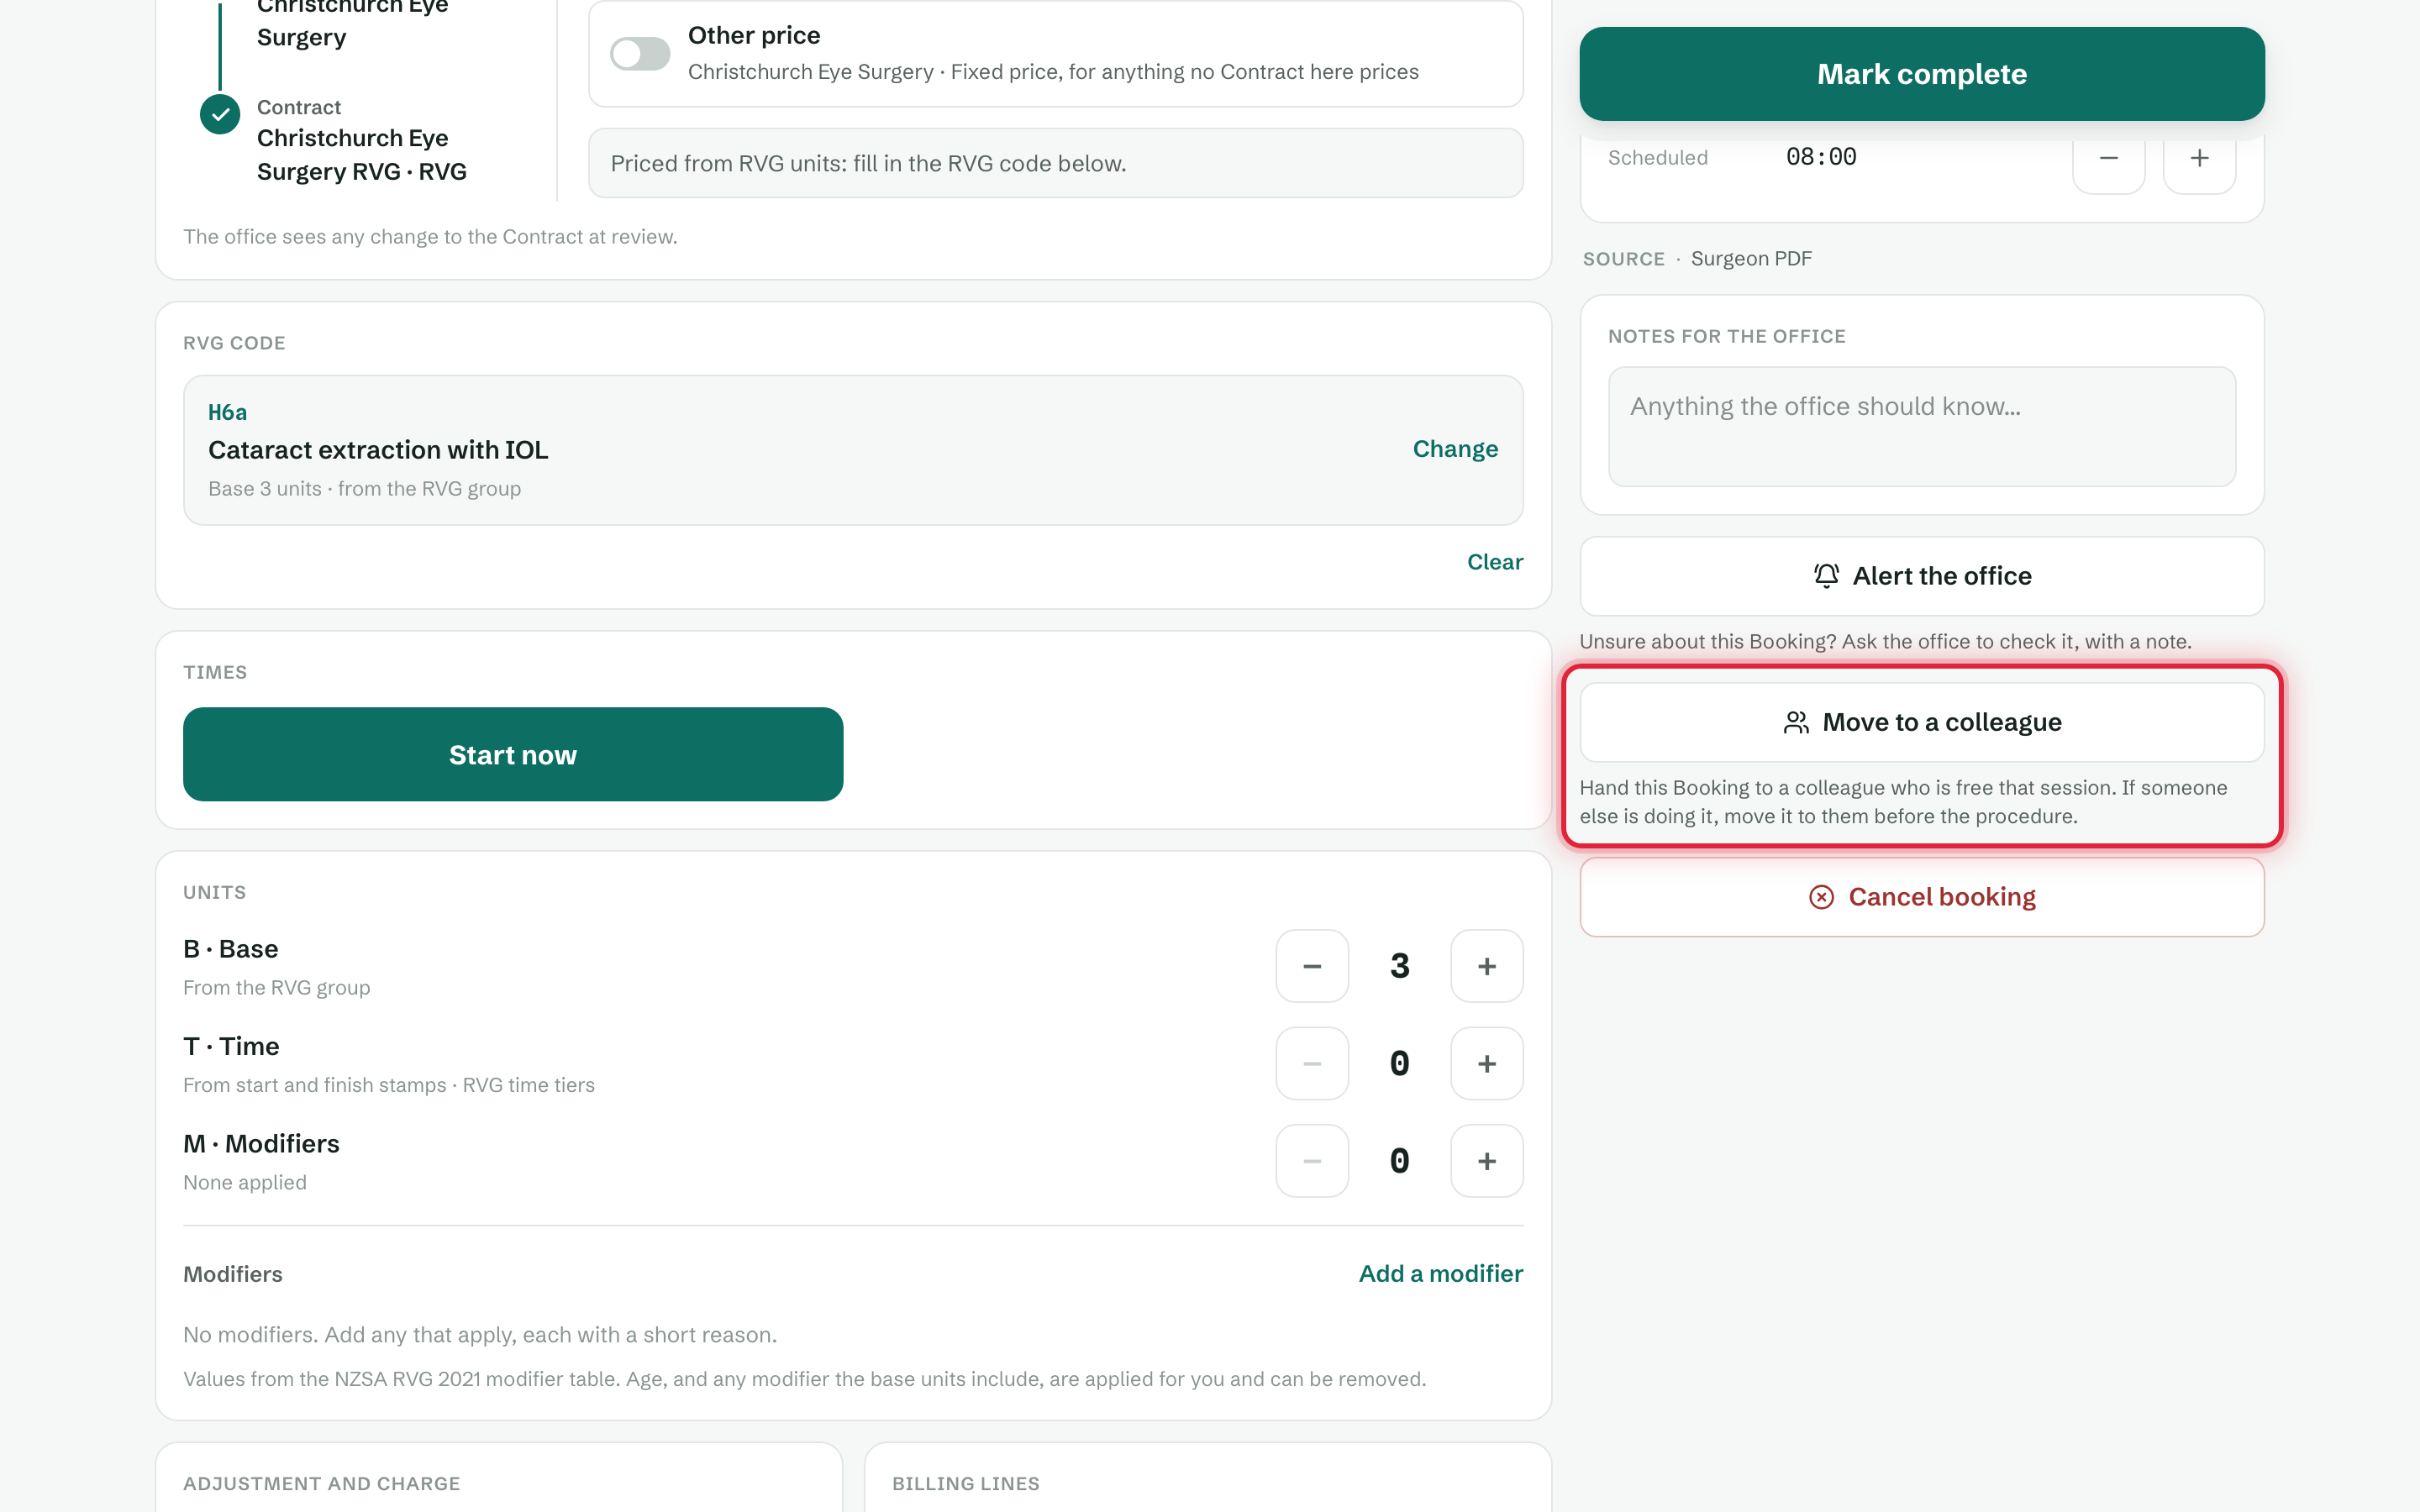 Christchurch Eye
Surgery
Contract
Christchurch Eye
Surgery RVG · RVG
Other price
Christchurch Eye Surgery · Fixed price, for anything no Contract here prices
Priced from RVG units: fill in the RVG code below.
The office sees any change to the Contract at review.
RVG CODE
H6a
Cataract extraction with IOL
Base 3 units · from the RVG group
Change
Clear
TIMES
Start now
UNITS
B · Base
From the RVG group
3
T · Time
From start and finish stamps · RVG time tiers
0
M · Modifiers
None applied
0
Modifiers
Add a modifier
No modifiers. Add any that apply, each with a short reason.
Values from the NZSA RVG 2021 modifier table. Age, and any modifier the base units include, are applied for you and can be removed.
ADJUSTMENT AND CHARGE
BILLING LINES
Mark complete
Scheduled 08:00
SOURCE · Surgeon PDF
NOTES FOR THE OFFICE
Anything the office should know...
Alert the office
Unsure about this Booking? Ask the office to check it, with a note.
Move to a colleague
Hand this Booking to a colleague who is free that session. If someone
else is doing it, move it to them before the procedure.
Cancel booking